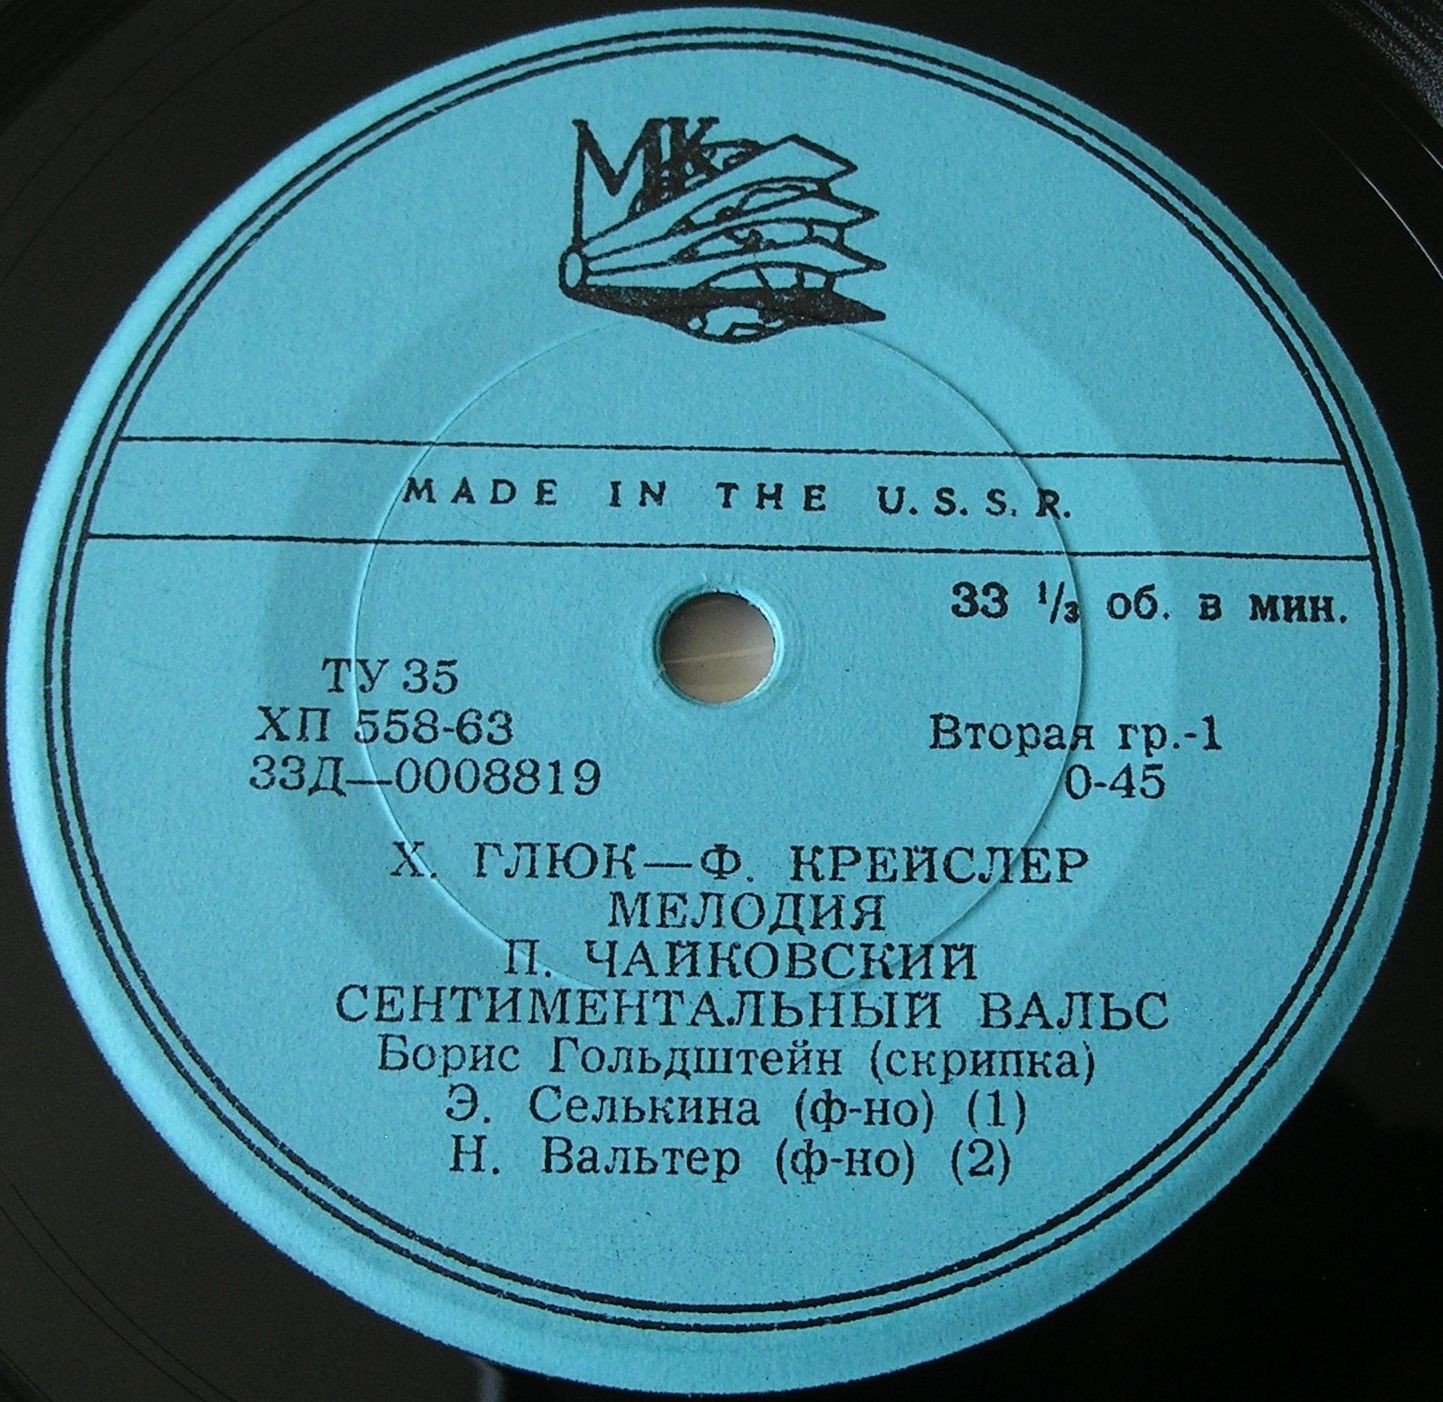 МК
MADE IN THE U.S.S.R.
33 1/3 об. в мин.
ТУ 35
ХП 558-63
33Д—0008819
Вторая гр.-1
0-45
Х. ГЛЮК—Ф. КРЕЙСЛЕР
МЕЛОДИЯ
П. ЧАЙКОВСКИЙ
СЕНТИМЕНТАЛЬНЫЙ ВАЛЬС
Борис Гольдштейн (скрипка)
Э. Селькина (ф-но) (1)
Н. Вальтер (ф-но) (2)